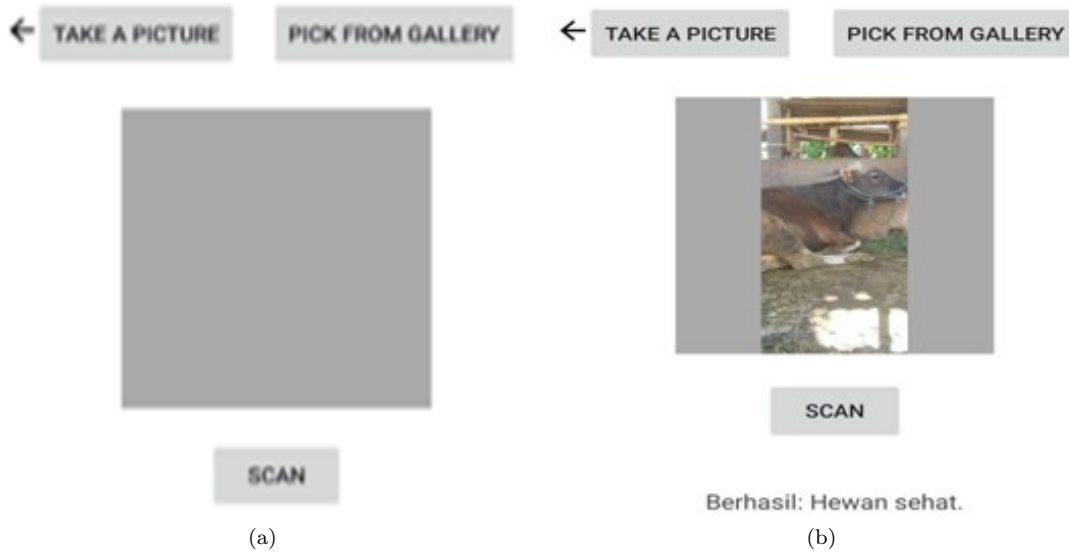 ← TAKE A PICTURE PICK FROM GALLERY
SCAN
(a)
← TAKE A PICTURE PICK FROM GALLERY
SCAN
Berhasil: Hewan sehat.
(b)